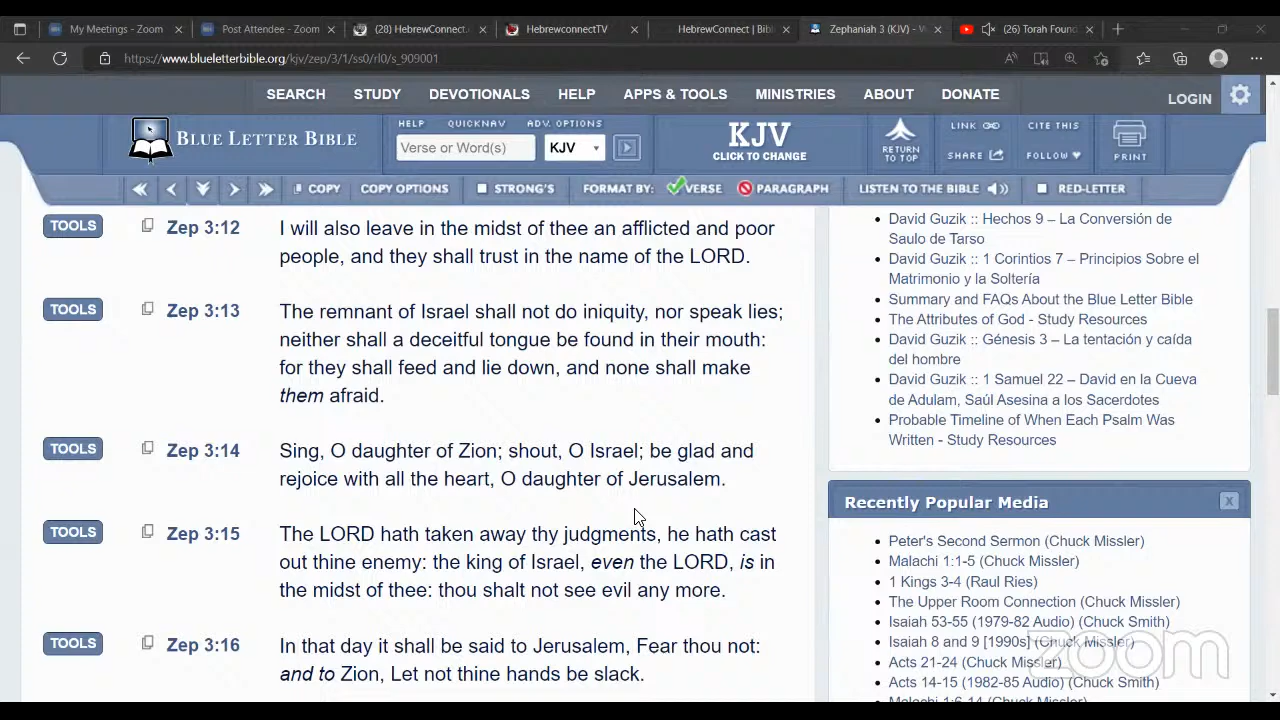 My Meetings - Zoom
Post Attendee - Zoom
(28) HebrewConnect.
HebrewconnectTV
HebrewConnect | Bibl
Zephaniah 3 (KJV) - W
(26) Torah Found
https://www.blueletterbible.org/kjv/zep/3/1/ss0/rl0/s_909001
SEARCH STUDY DEVOTIONALS HELP APPS & TOOLS MINISTRIES ABOUT DONATE
LOGIN
BLUE LETTER BIBLE
HELP QUICKNAV ADV. OPTIONS
Verse or Word(s)
KJV
KJV
CLICK TO CHANGE
RETURN
TO TOP
LINK
CITE THIS
SHARE
FOLLOW
PRINT
COPY COPY OPTIONS STRONG'S FORMAT BY: VERSE PARAGRAPH LISTEN TO THE BIBLE RED-LETTER
TOOLS Zep 3:12 I will also leave in the midst of thee an afflicted and poor
people, and they shall trust in the name of the LORD.
TOOLS Zep 3:13 The remnant of Israel shall not do iniquity, nor speak lies;
neither shall a deceitful tongue be found in their mouth:
for they shall feed and lie down, and none shall make
them afraid.
TOOLS Zep 3:14 Sing, O daughter of Zion; shout, O Israel; be glad and
rejoice with all the heart, O daughter of Jerusalem.
TOOLS Zep 3:15 The LORD hath taken away thy judgments, he hath cast
out thine enemy: the king of Israel, even the LORD, is in
the midst of thee: thou shalt not see evil any more.
TOOLS Zep 3:16 In that day it shall be said to Jerusalem, Fear thou not:
and to Zion, Let not thine hands be slack.
David Guzik :: Hechos 9 – La Conversión de
Saulo de Tarso
David Guzik :: 1 Corintios 7 – Principios Sobre el
Matrimonio y la Soltería
Summary and FAQs About the Blue Letter Bible
The Attributes of God - Study Resources
David Guzik :: Génesis 3 – La tentación y caída
del hombre
David Guzik :: 1 Samuel 22 – David en la Cueva
de Adulam, Saúl Asesina a los Sacerdotes
Probable Timeline of When Each Psalm Was
Written - Study Resources
Recently Popular Media
Peter's Second Sermon (Chuck Missler)
Malachi 1:1-5 (Chuck Missler)
1 Kings 3-4 (Raul Ries)
The Upper Room Connection (Chuck Missler)
Isaiah 53-55 (1979-82 Audio) (Chuck Smith)
Isaiah 8 and 9 [1990s] (Chuck Missler)
Acts 21-24 (Chuck Missler)
Acts 14-15 (1982-85 Audio) (Chuck Smith)
Malachi 1:6-14 (Chuck Missler)
zoom